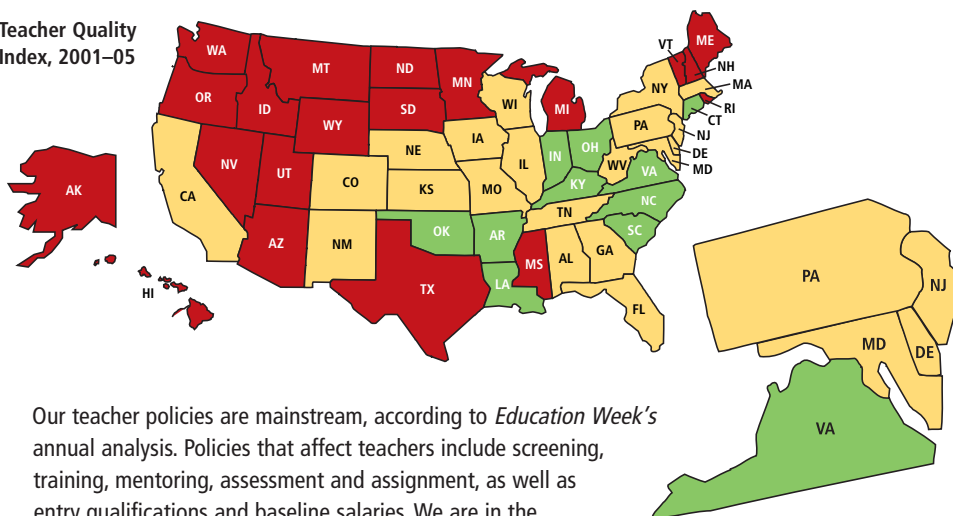 Teacher Quality
Index, 2001–05
WA
MT
ND
MN
VT
ME
NH
MA
RI
CT
NY
OR
ID
SD
WI
MI
WY
PA
NJ
DE
MD
NV
UT
NE
IA
IL
IN
OH
WV
VA
CA
CO
KS
MO
KY
NC
AK
AZ
NM
OK
AR
TN
SC
MS
AL
GA
HI
TX
LA
FL
PA
NJ
MD
DE
VA
Our teacher policies are mainstream, according to Education Week's
annual analysis. Policies that affect teachers include screening,
training, mentoring, assessment and assignment, as well as
entry qualifications and baseline salaries. We are in the